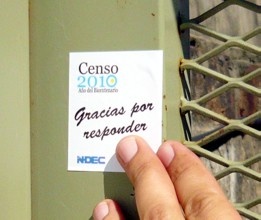 Censo
2010
Año del Bicentenario
Gracias por
responder
INDEC